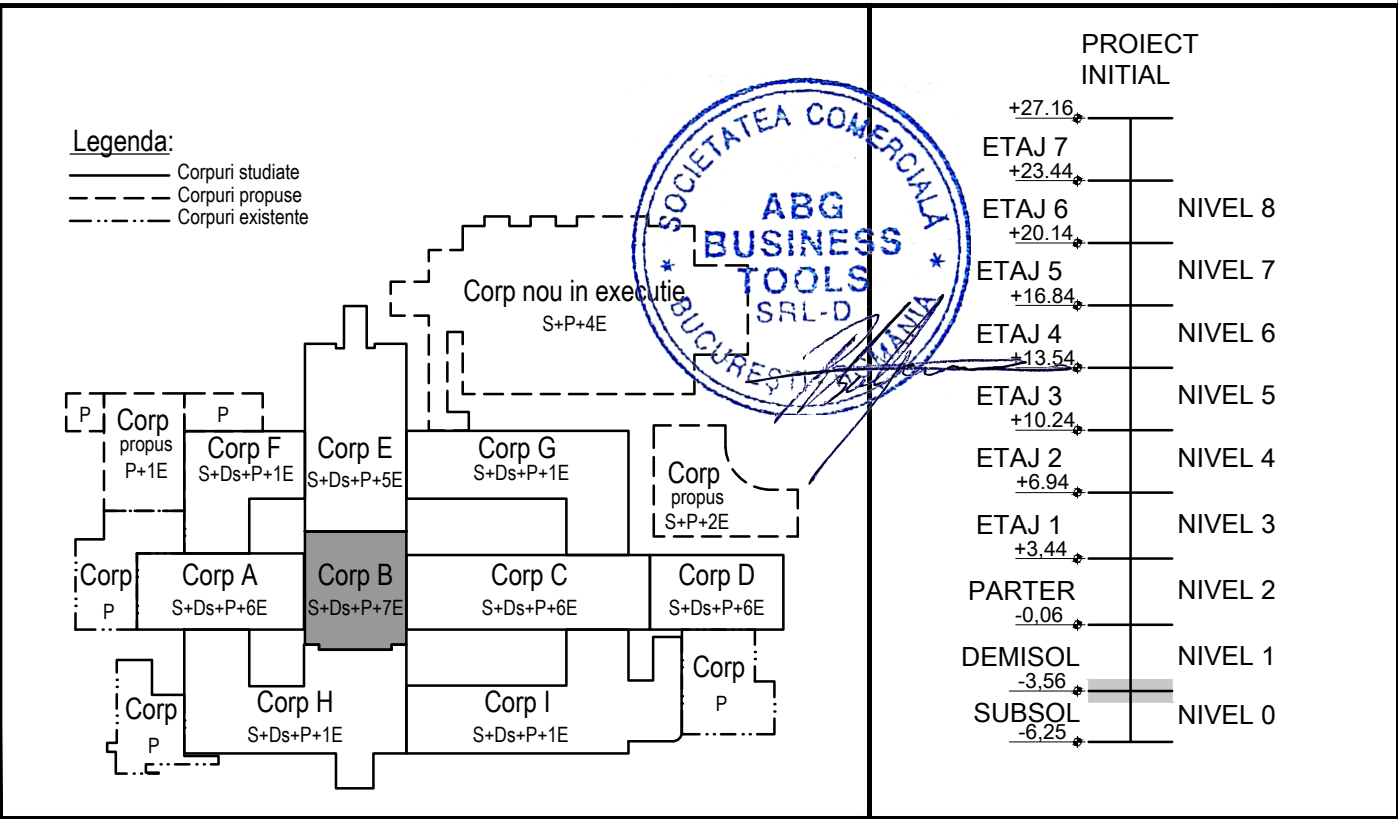 Legenda:
Corpuri studiate
Corpuri propuse
Corpuri existente
Corp nou in executie
S+P+4E
P
Corp
propus
P+1E
P
Corp F
S+Ds+P+1E
Corp E
S+Ds+P+5E
Corp G
S+Ds+P+1E
Corp
propus
S+P+2E
Corp
P
Corp A
S+Ds+P+6E
Corp B
S+Ds+P+7E
Corp C
S+Ds+P+6E
Corp D
S+Ds+P+6E
Corp
P
Corp H
S+Ds+P+1E
Corp I
S+Ds+P+1E
Corp
P
SOCIETATEA COMERCIALĂ
* BUCUREȘTI - ROMÂNIA *
ABG
BUSINESS
TOOLS
SRL-D
PROIECT
INITIAL
+27.16
ETAJ 7
+23.44
ETAJ 6
NIVEL 8
+20.14
ETAJ 5
NIVEL 7
+16.84
ETAJ 4
NIVEL 6
+13.54
ETAJ 3
NIVEL 5
+10.24
ETAJ 2
NIVEL 4
+6.94
ETAJ 1
NIVEL 3
+3,44
PARTER
NIVEL 2
-0,06
DEMISOL
NIVEL 1
-3,56
SUBSOL
NIVEL 0
-6,25